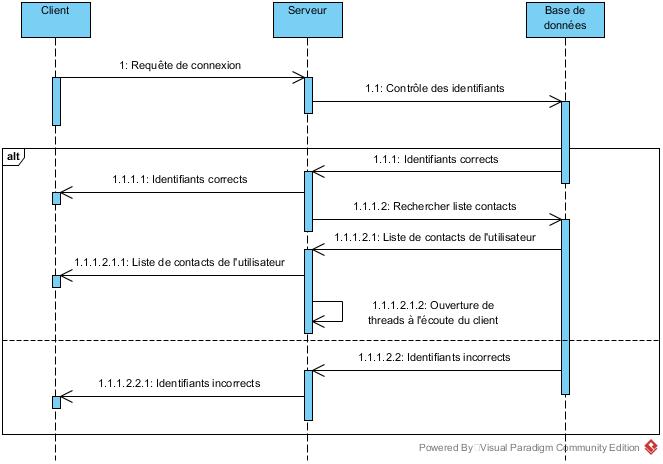 Client
Serveur
Base de
données
1: Requête de connexion
1.1: Contrôle des identifiants
alt
1.1.1: Identifiants corrects
1.1.1.1: Identifiants corrects
1.1.1.2: Rechercher liste contacts
1.1.1.2.1: Liste de contacts de l'utilisateur
1.1.1.2.1.1: Liste de contacts de l'utilisateur
1.1.1.2.1.2: Ouverture de
threads à l'écoute du client
1.1.1.2.2: Identifiants incorrects
1.1.1.2.2.1: Identifiants incorrects
Powered By Visual Paradigm Community Edition